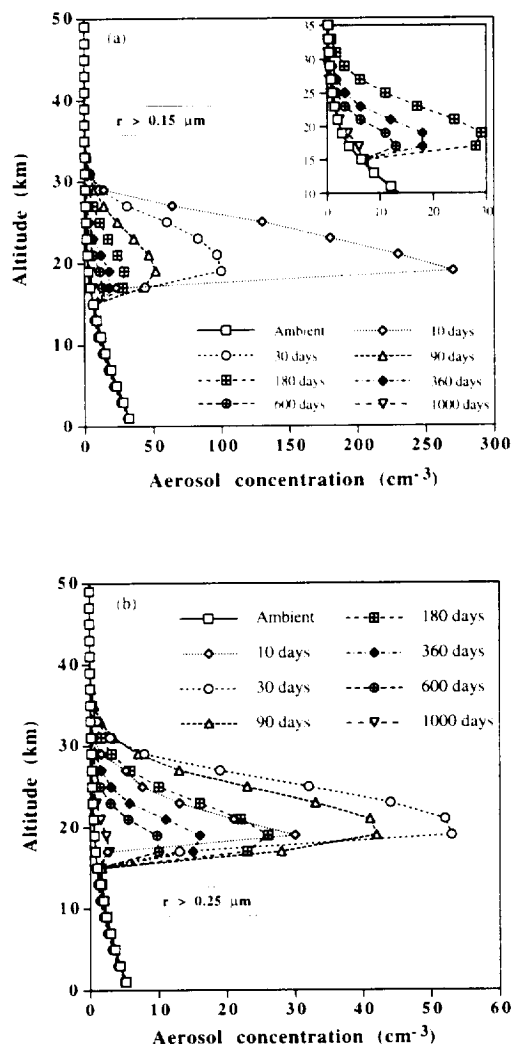 50
(a)
35
40
30
r > 0.15 µm
25
20
30
15
10
0 10 20 30
20
Altitude (km)
Ambient 10 days
30 days 90 days
10
180 days 360 days
600 days 1000 days
0
0 50 100 150 200 250 300
Aerosol concentration (cm-3)
50
(b)
Ambient 180 days
40
10 days 360 days
30 days 600 days
30
90 days 1000 days
20
Altitude (km)
10
r > 0.25 µm
0
0 10 20 30 40 50 60
Aerosol concentration (cm-3)